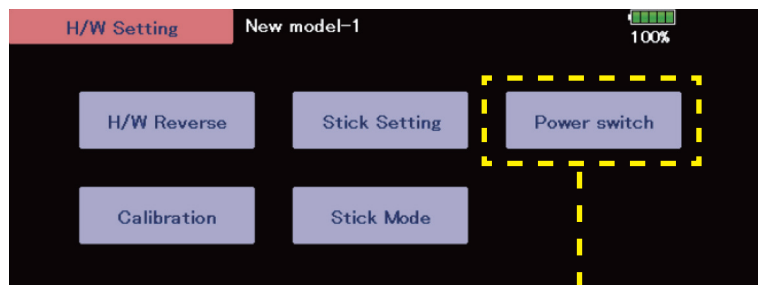 H/W Setting New model-1
100%
H/W Reverse Stick Setting Power switch
Calibration Stick Mode